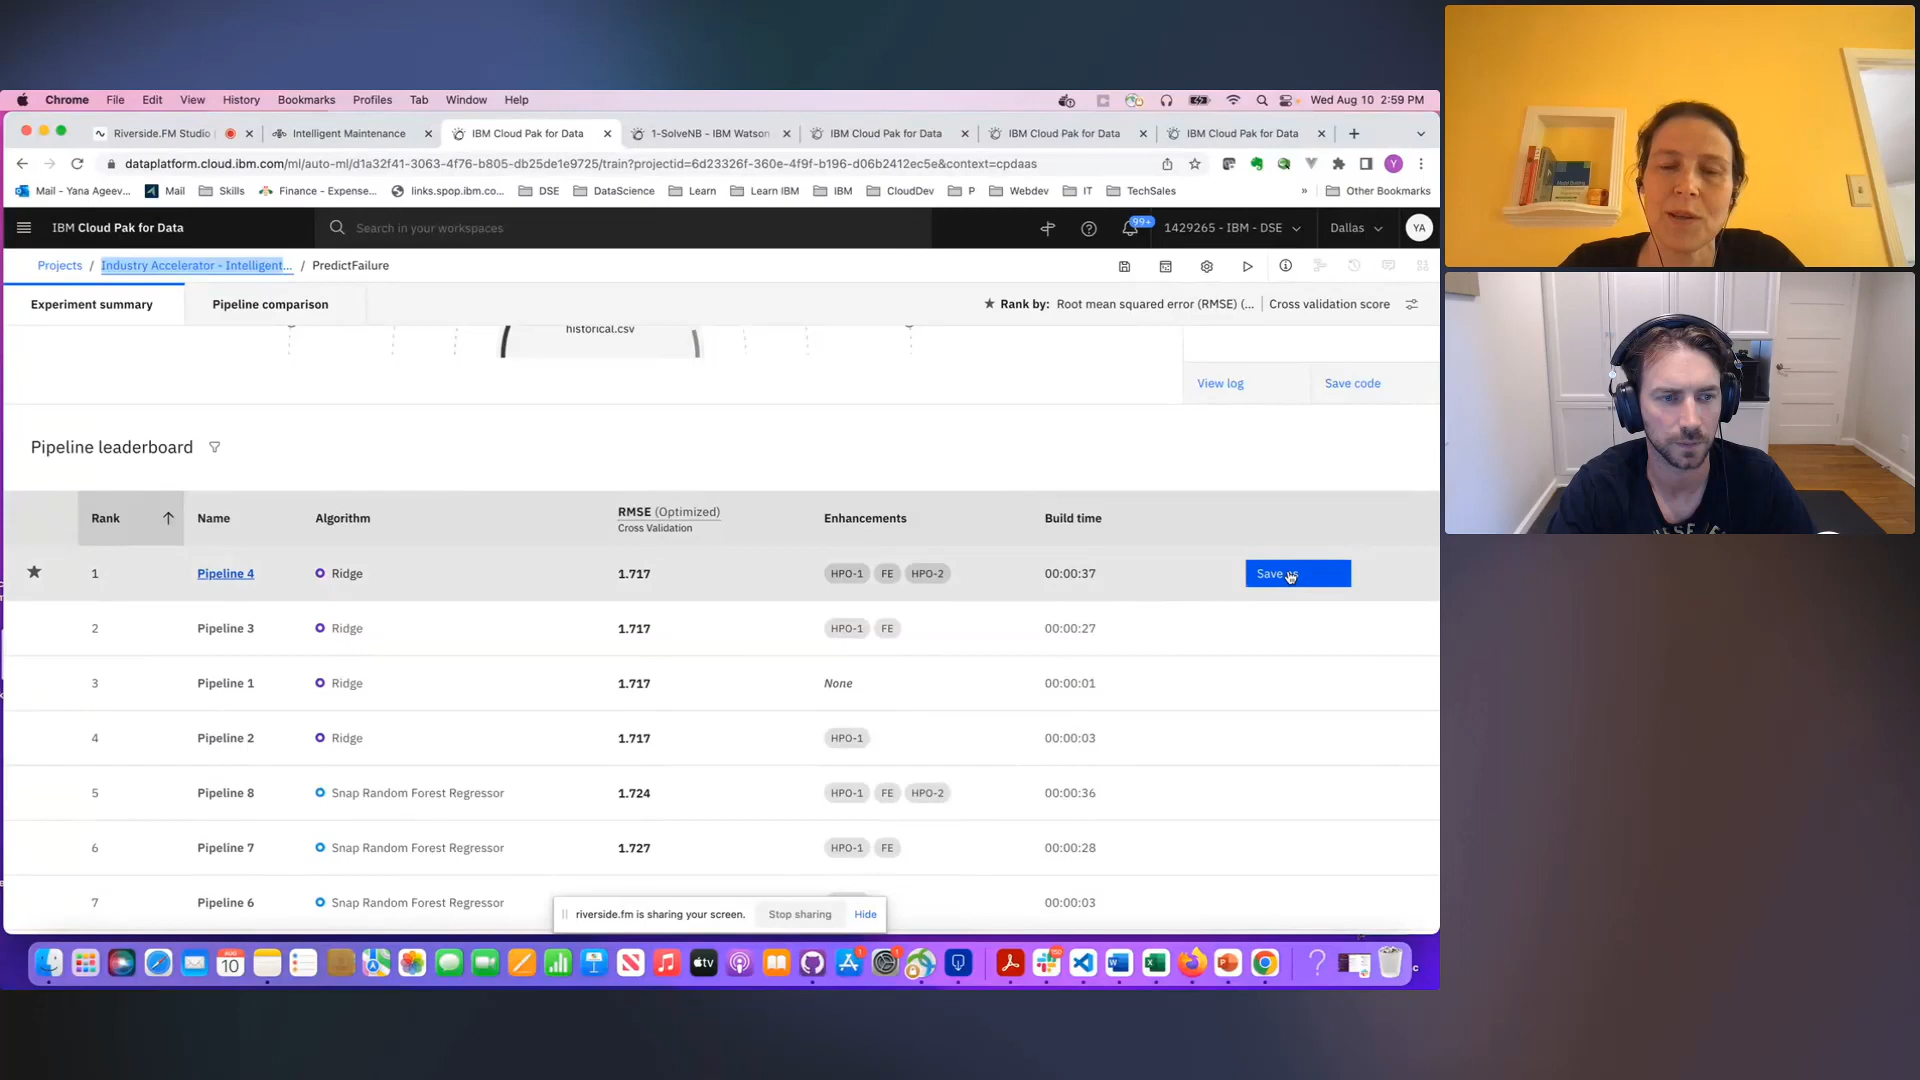 Chrome File Edit View History Bookmarks Profiles Tab Window Help Wed Aug 10 2:59 PM
Riverside.FM Studio Intelligent Maintenance IBM Cloud Pak for Data 1-SolveNB - IBM Watson IBM Cloud Pak for Data IBM Cloud Pak for Data IBM Cloud Pak for Data
dataplatform.cloud.ibm.com/ml/auto-ml/d1a32f41-3063-4f76-b805-db25de1e9725/train?projectid=6d23326f-360e-4f9f-b196-d06b2412ec5e&context=cpdaas Y
Mail - Yana Ageev... Mail Skills Finance - Expense... links.spop.ibm.co... DSE DataScience Learn Learn IBM IBM CloudDev P Webdev IT TechSales » Other Bookmarks
IBM Cloud Pak for Data Search in your workspaces 99+ 1429265 - IBM - DSE Dallas YA
Projects / Industry Accelerator - Intelligent... / PredictFailure
Experiment summary Pipeline comparison Rank by: Root mean squared error (RMSE) (... Cross validation score
historical.csv
View log Save code
Pipeline leaderboard
Rank Name Algorithm RMSE (Optimized) Enhancements Build time
Cross Validation
1 Pipeline 4 Ridge 1.717 HPO-1 FE HPO-2 00:00:37 Save as
2 Pipeline 3 Ridge 1.717 HPO-1 FE 00:00:27
3 Pipeline 1 Ridge 1.717 None 00:00:01
4 Pipeline 2 Ridge 1.717 HPO-1 00:00:03
5 Pipeline 8 Snap Random Forest Regressor 1.724 HPO-1 FE HPO-2 00:00:36
6 Pipeline 7 Snap Random Forest Regressor 1.727 HPO-1 FE 00:00:28
7 Pipeline 6 Snap Random Forest Regressor 00:00:03
riverside.fm is sharing your screen. Stop sharing Hide
AUG
10
tv